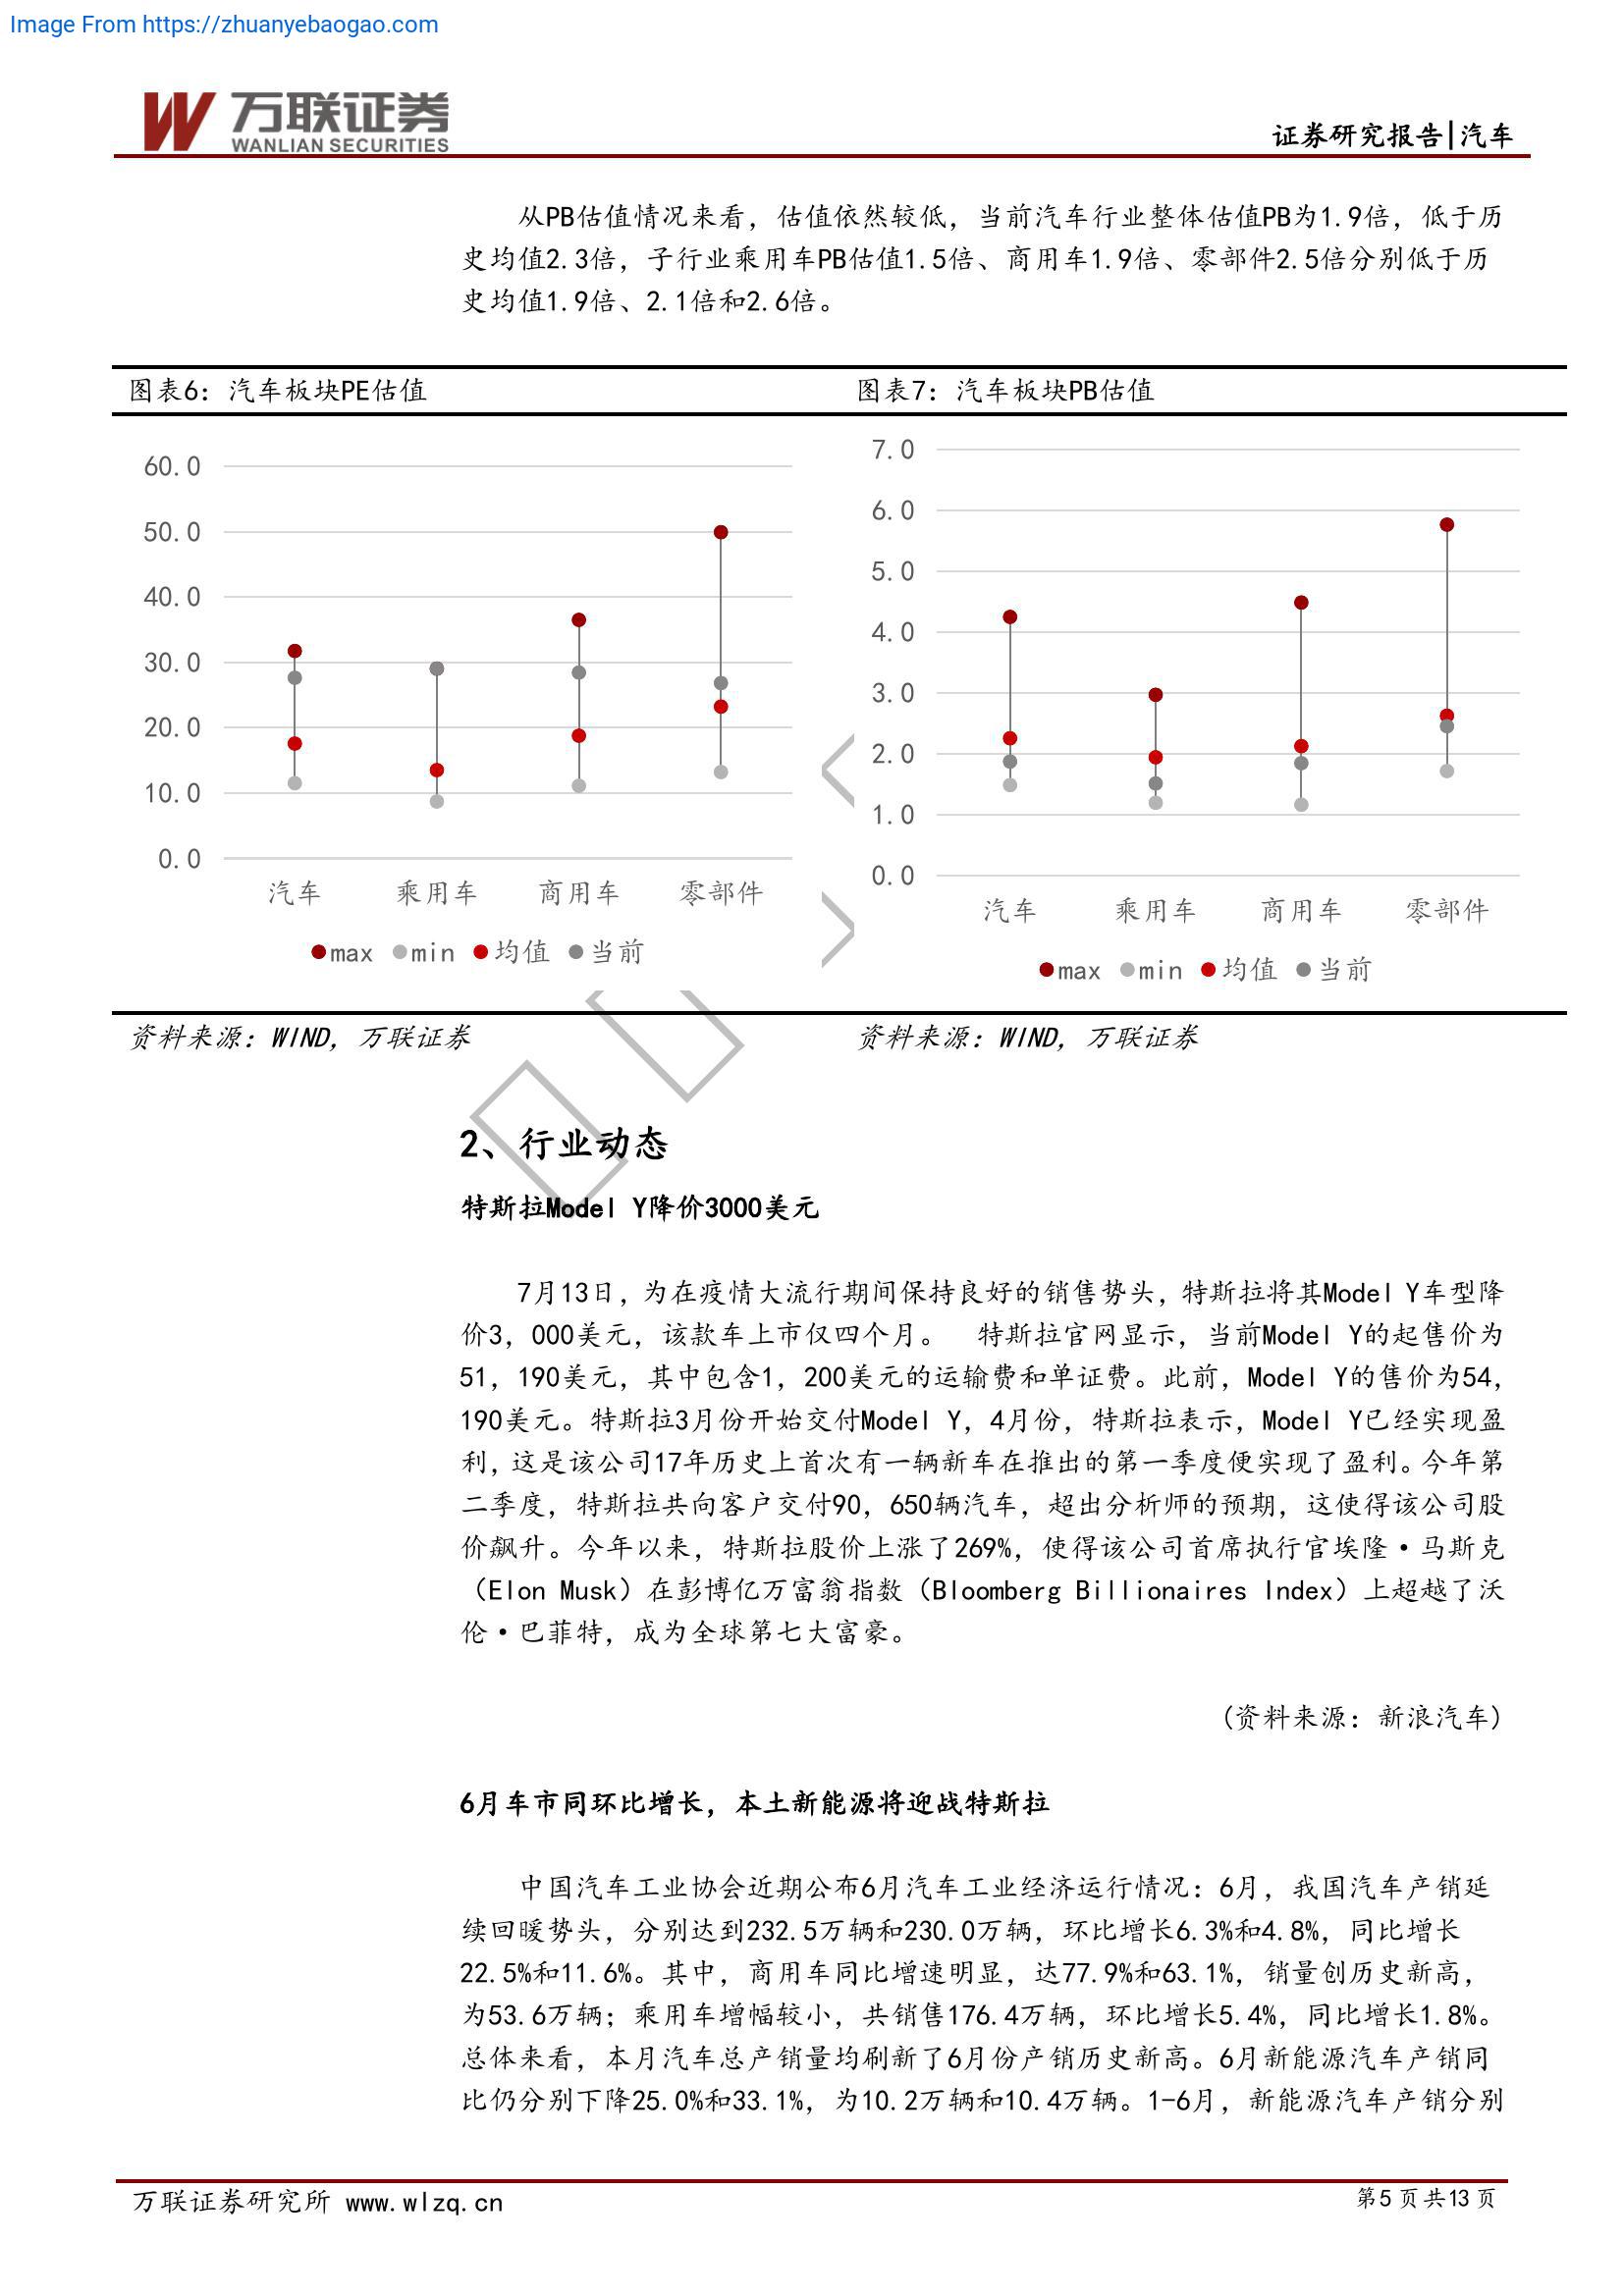 Image From https://zhuanyebaogao.com
万联证券
WANLIAN SECURITIES
证券研究报告|汽车
从PB估值情况来看，估值依然较低，当前汽车行业整体估值PB为1.9倍，低于历
史均值2.3倍，子行业乘用车PB估值1.5倍、商用车1.9倍、零部件2.5倍分别低于历
史均值1.9倍、2.1倍和2.6倍。
图表6：汽车板块PE估值
60.0
50.0
40.0
30.0
20.0
10.0
0.0
汽车 乘用车 商用车 零部件
max min 均值 当前
资料来源：WIND，万联证券
图表7：汽车板块PB估值
7.0
6.0
5.0
4.0
3.0
2.0
1.0
0.0
汽车 乘用车 商用车 零部件
max min 均值 当前
资料来源：WIND，万联证券
2、行业动态
特斯拉Model Y降价3000美元
7月13日，为在疫情大流行期间保持良好的销售势头，特斯拉将其Model Y车型降
价3，000美元，该款车上市仅四个月。 特斯拉官网显示，当前Model Y的起售价为
51，190美元，其中包含1，200美元的运输费和单证费。此前，Model Y的售价为54，
190美元。特斯拉3月份开始交付Model Y，4月份，特斯拉表示，Model Y已经实现盈
利，这是该公司17年历史上首次有一辆新车在推出的第一季度便实现了盈利。今年第
二季度，特斯拉共向客户交付90，650辆汽车，超出分析师的预期，这使得该公司股
价飙升。今年以来，特斯拉股价上涨了269%，使得该公司首席执行官埃隆·马斯克
（Elon Musk）在彭博亿万富翁指数（Bloomberg Billionaires Index）上超越了沃
伦·巴菲特，成为全球第七大富豪。
(资料来源：新浪汽车)
6月车市同环比增长，本土新能源将迎战特斯拉
中国汽车工业协会近期公布6月汽车工业经济运行情况：6月，我国汽车产销延
续回暖势头，分别达到232.5万辆和230.0万辆，环比增长6.3%和4.8%，同比增长
22.5%和11.6%。其中，商用车同比增速明显，达77.9%和63.1%，销量创历史新高，
为53.6万辆；乘用车增幅较小，共销售176.4万辆，环比增长5.4%，同比增长1.8%。
总体来看，本月汽车总产销量均刷新了6月份产销历史新高。6月新能源汽车产销同
比仍分别下降25.0%和33.1%，为10.2万辆和10.4万辆。1-6月，新能源汽车产销分别
万联证券研究所 www.wlzq.cn
第5页共13页